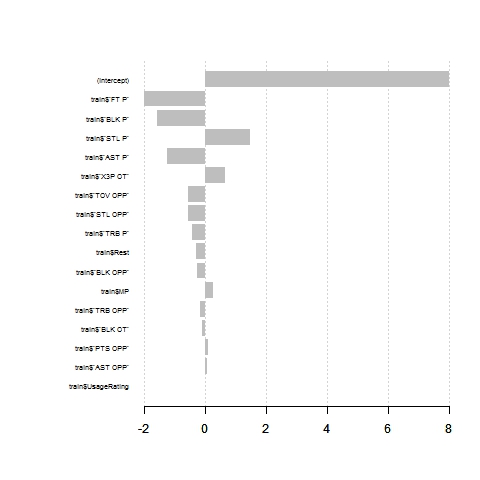 (Intercept)
train$`FT P`
train$`BLK P`
train$`STL P`
train$`AST P`
train$`X3P OT`
train$`TOV OPP`
train$`STL OPP`
train$`TRB P`
train$Rest
train$`BLK OPP`
train$MP
train$`TRB OPP`
train$`BLK OT`
train$`PTS OPP`
train$`AST OPP`
train$UsageRating
-2 0 2 4 6 8